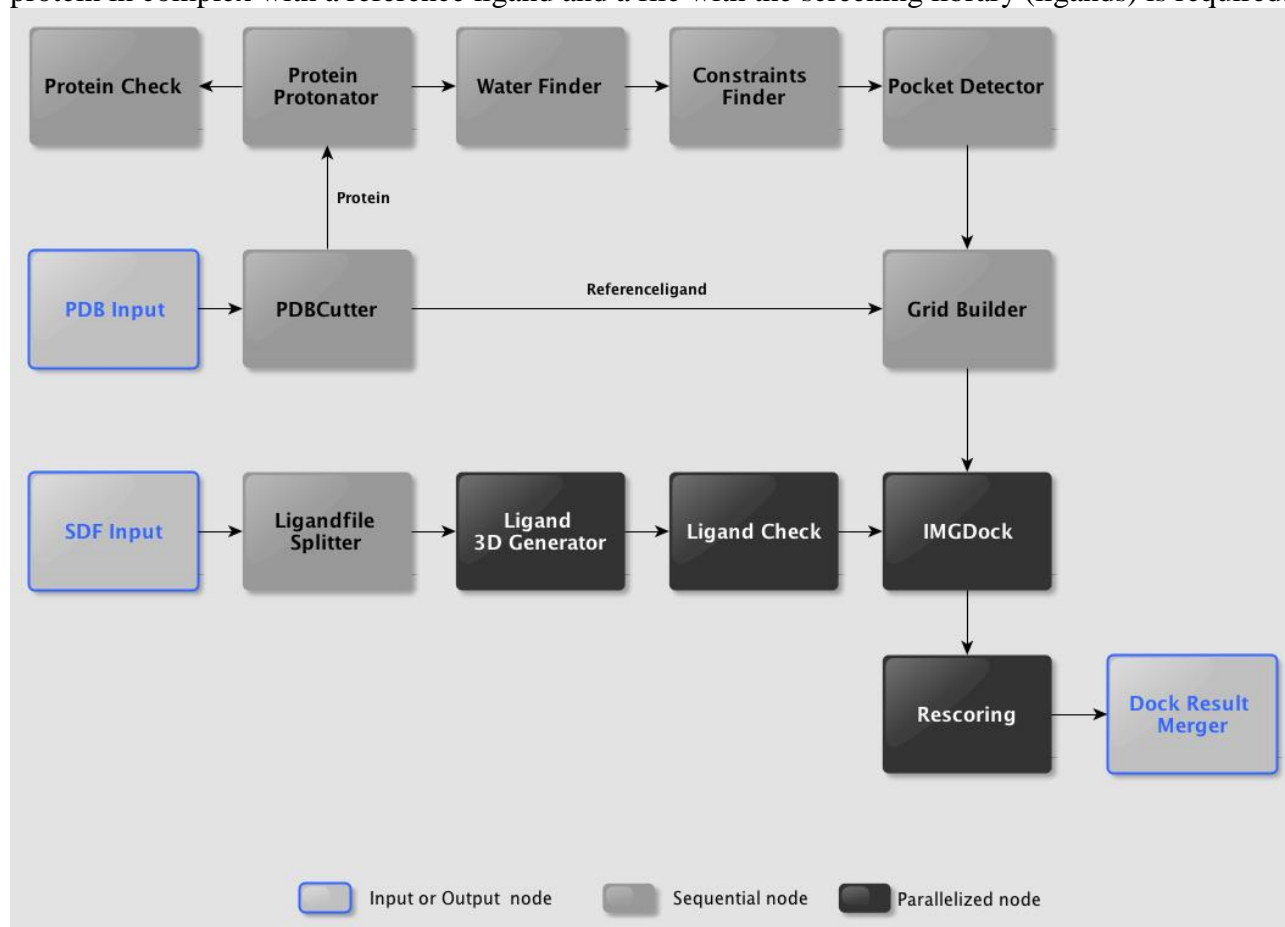 protein in complex with a reference ligand and a file with the screening library (ligands) is required.
Protein Check
Protein
Protonator
Water Finder
Constraints
Finder
Pocket Detector
Protein
PDB Input
PDBCutter
Referenceligand
Grid Builder
SDF Input
Ligandfile
Splitter
Ligand
3D Generator
Ligand Check
IMGDock
Rescoring
Dock Result
Merger
Input or Output node
Sequential node
Parallelized node